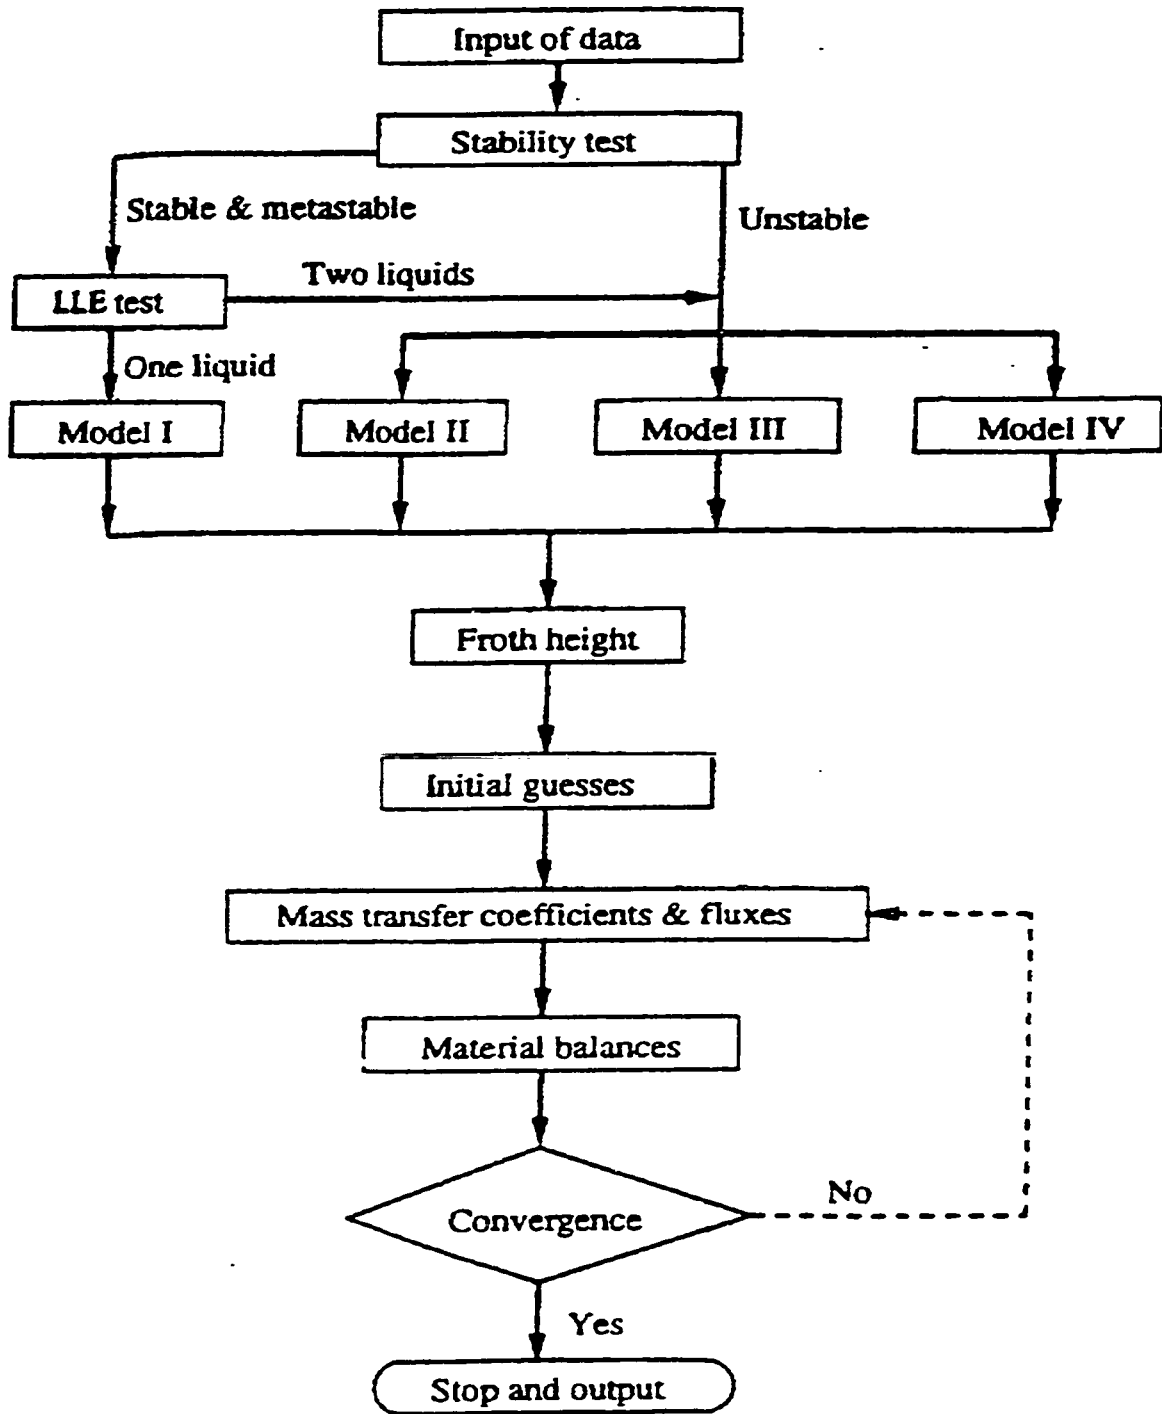 Input of data
Stability test
Stable & metastable
Unstable
Two liquids
LLE test
One liquid
Model I
Model II
Model III
Model IV
Froth height
Initial guesses
Mass transfer coefficients & fluxes
Material balances
No
Convergence
Yes
Stop and output